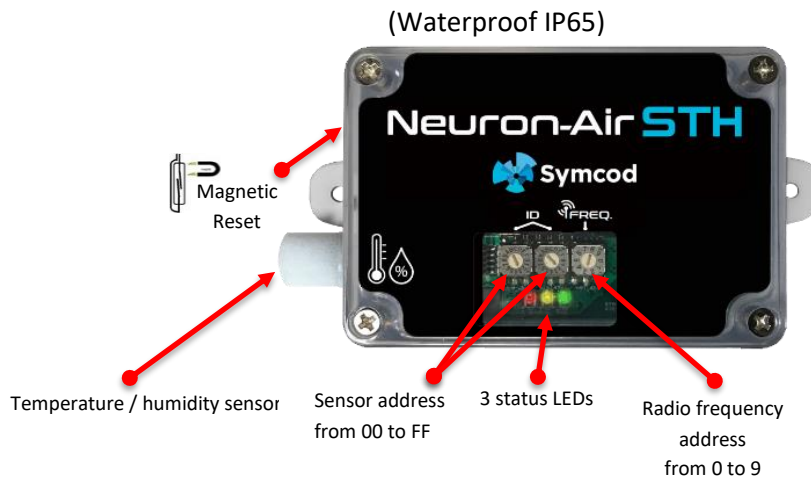 (Waterproof IP65)
Neuron-Air STH
Symcod
Magnetic
Reset
ID FREQ.
%
Temperature / humidity sensor
Sensor address
from 00 to FF
3 status LEDs
Radio frequency
address
from 0 to 9